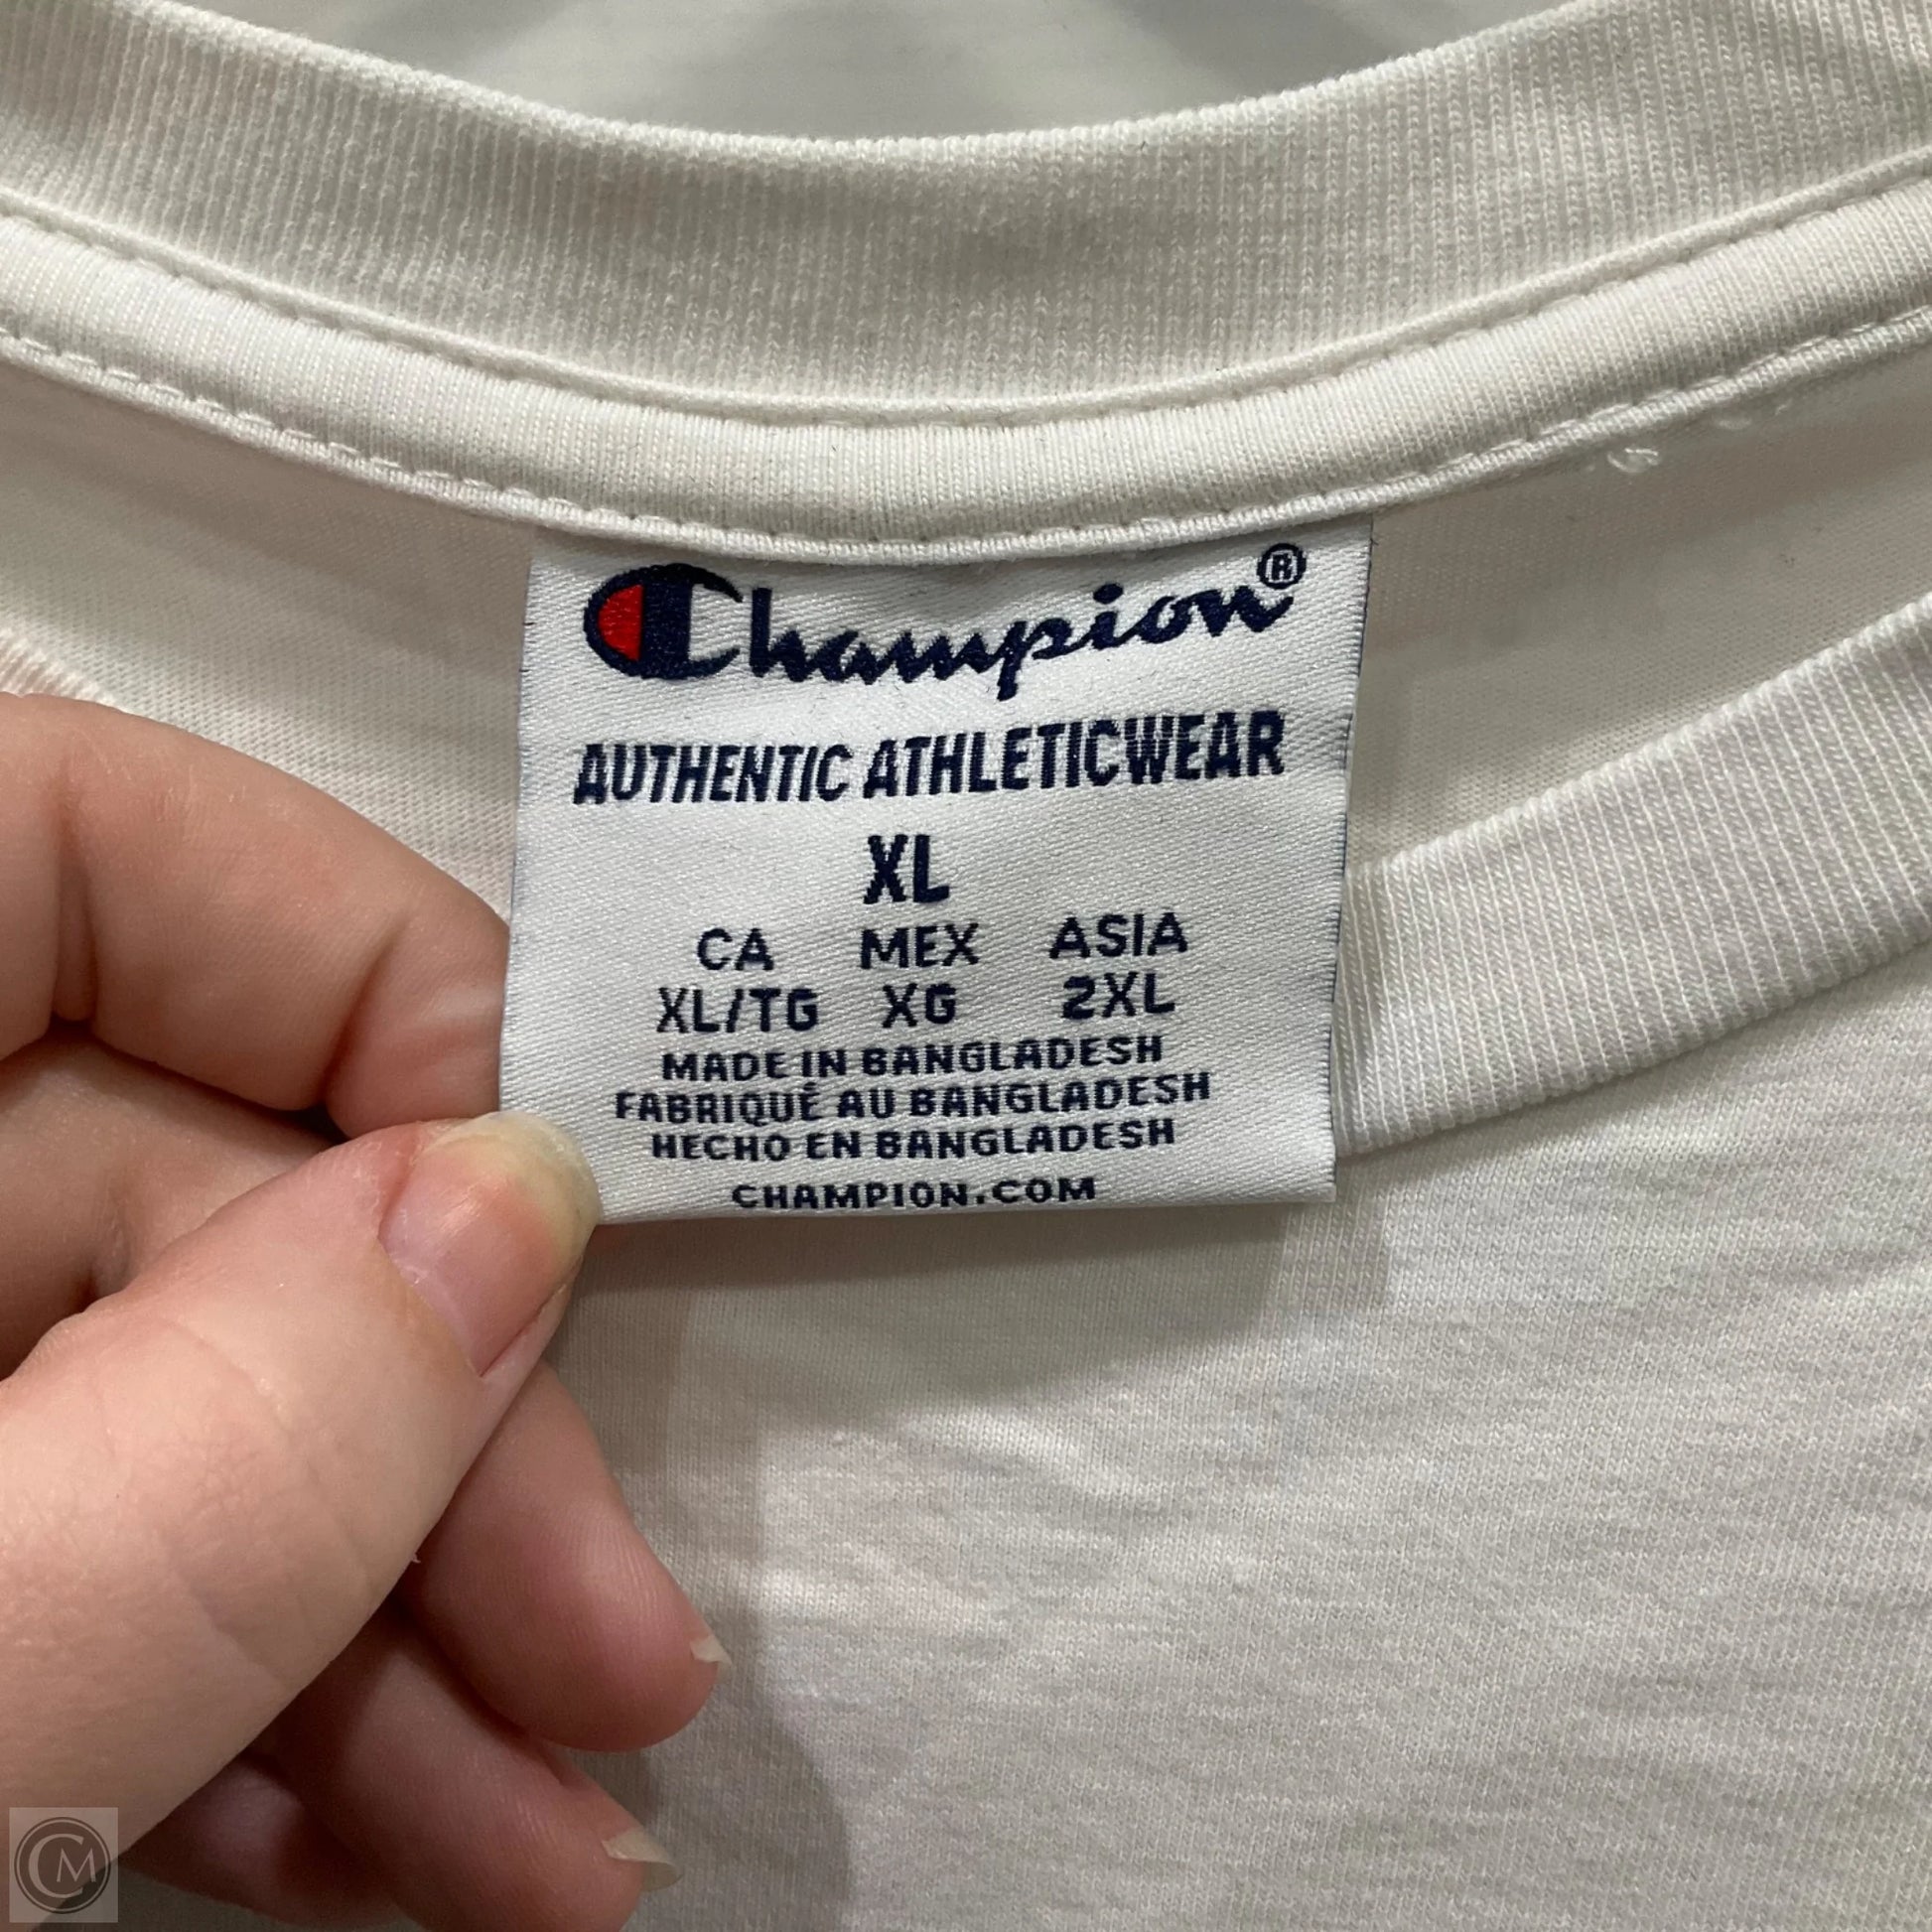 Champion®
AUTHENTIC ATHLETICWEAR
XL
CA MEX ASIA
XL/TG XG 2XL
MADE IN BANGLADESH
FABRIQUÉ AU BANGLADESH
HECHO EN BANGLADESH
CHAMPION.COM
CM